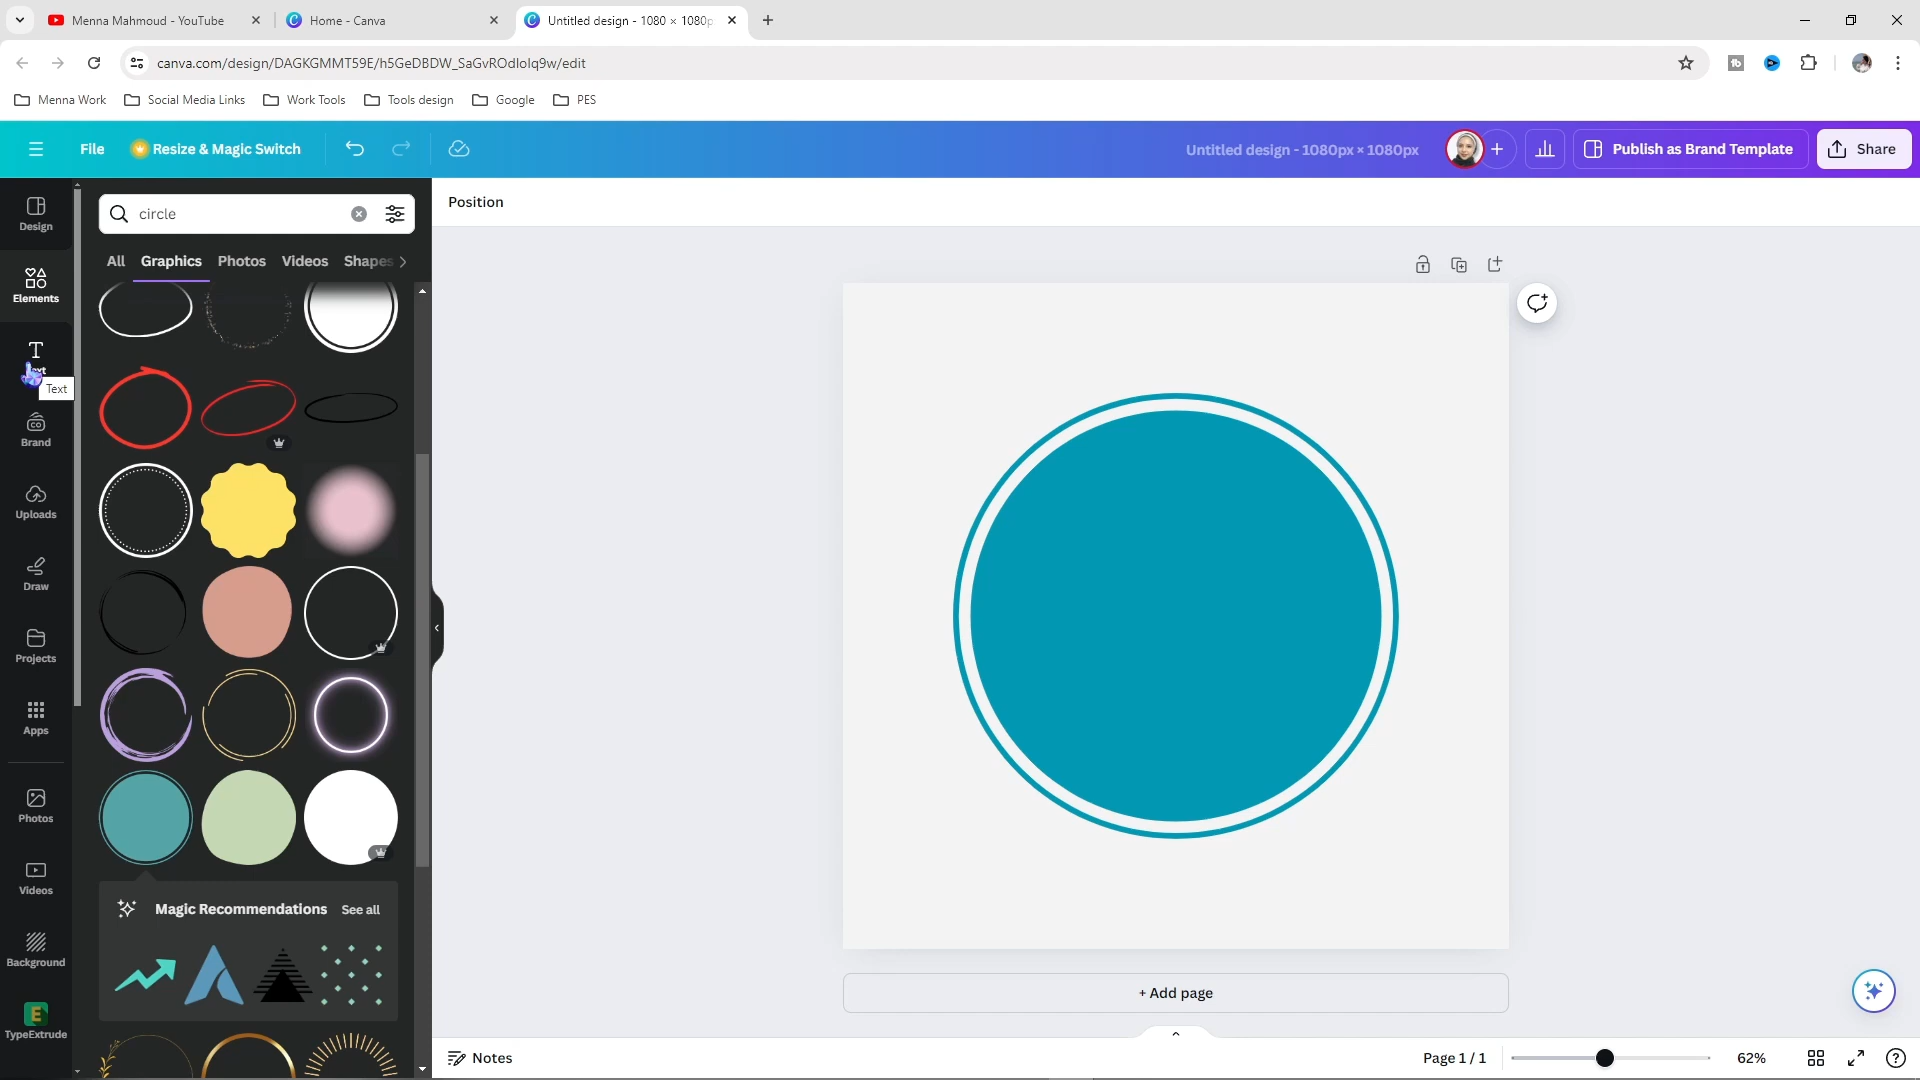 Menna Mahmoud - YouTube
Home - Canva
Untitled design - 1080 × 1080p
canva.com/design/DAGKGMMT59E/h5GeDBDW_SaGvROdIolq9w/edit
Menna Work
Social Media Links
Work Tools
Tools design
Google
PES
File
Resize & Magic Switch
Untitled design - 1080px × 1080px
Publish as Brand Template
Share
Design
Elements
Text
Brand
Uploads
Draw
Projects
Apps
Photos
Videos
Background
TypeExtrude
circle
All
Graphics
Photos
Videos
Shapes
Magic Recommendations
See all
Position
+ Add page
Notes
Page 1 / 1
62%